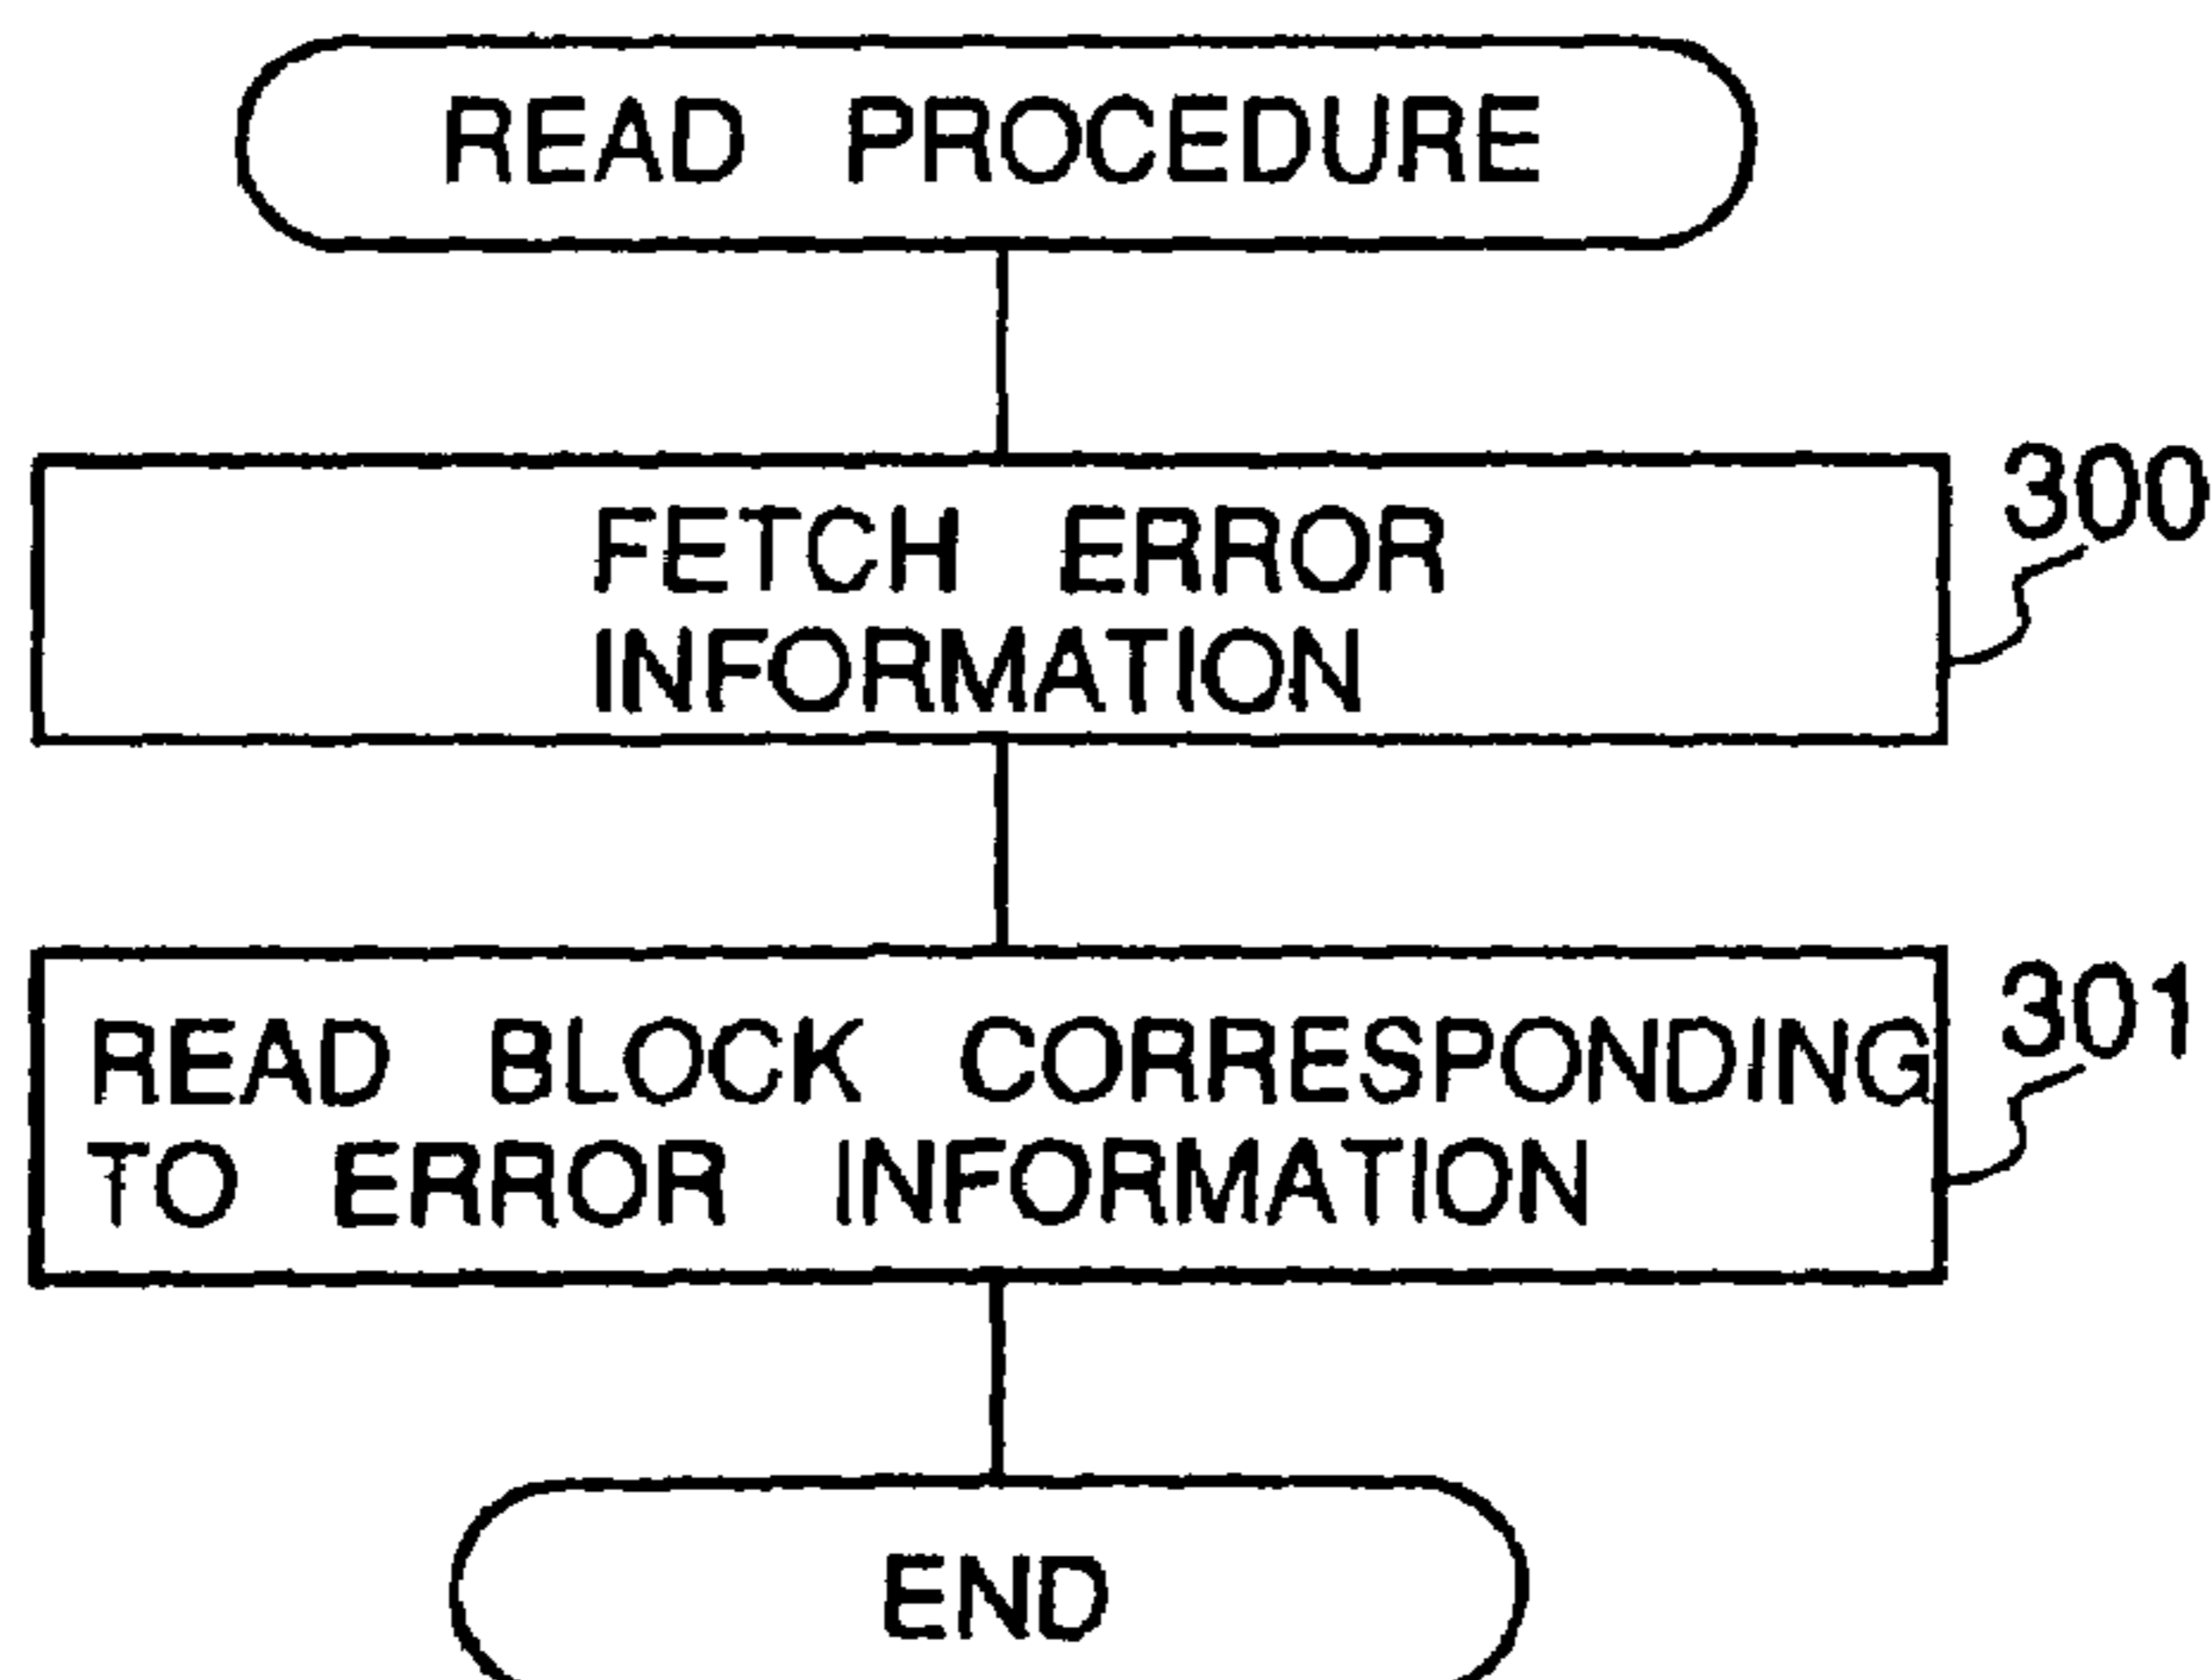 READ PROCEDURE
FETCH ERROR
INFORMATION
300
READ BLOCK CORRESPONDING
TO ERROR INFORMATION
301
END